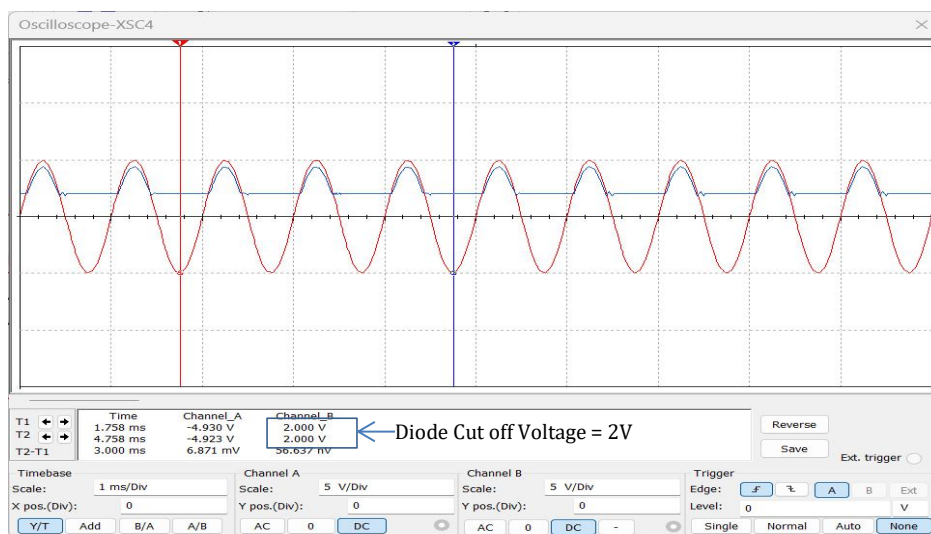 Oscilloscope-XSC4
1
2
Time Channel_A Channel_B
T1 1.758 ms -4.930 V 2.000 V
T2 4.758 ms -4.923 V 2.000 V
T2-T1 3.000 ms 6.871 mV 56.637 nV
Diode Cut off Voltage = 2V
Reverse
Save
Ext. trigger
Timebase
Scale: 1 ms/Div
X pos.(Div): 0
Y/T Add B/A A/B
Channel A
Scale: 5 V/Div
Y pos.(Div): 0
AC 0 DC
Channel B
Scale: 5 V/Div
Y pos.(Div): 0
AC 0 DC -
Trigger
Edge: A B Ext
Level: 0 V
Single Normal Auto None